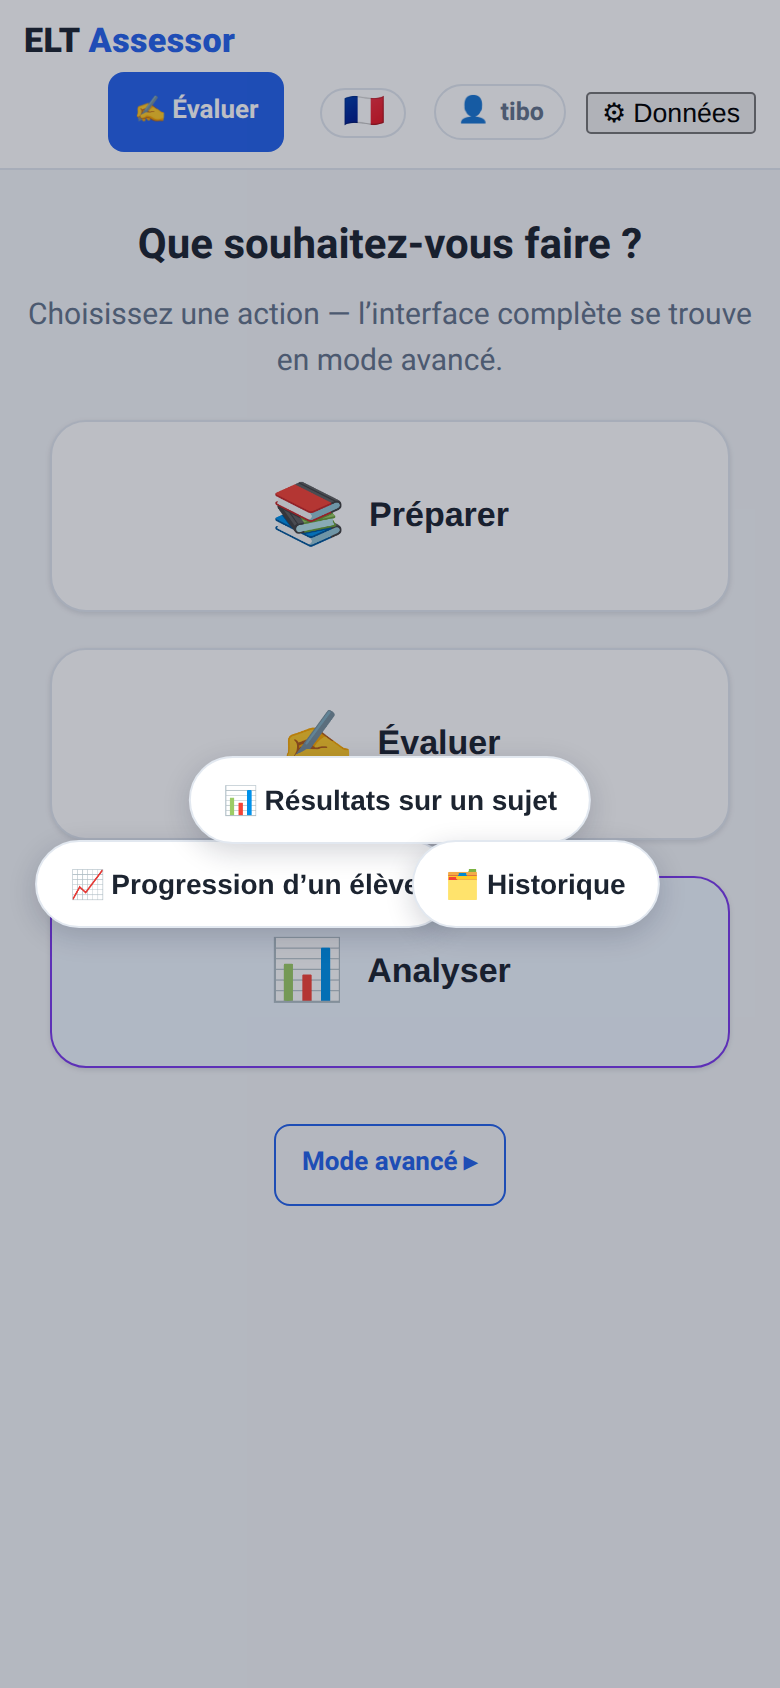 ELT Assessor
✍️ Évaluer
tibo
⚙ Données
Que souhaitez-vous faire ?
Choisissez une action — l’interface complète se trouve
en mode avancé.
Préparer
Évaluer
Résultats sur un sujet
Progression d’un élève
Historique
Analyser
Mode avancé ▸